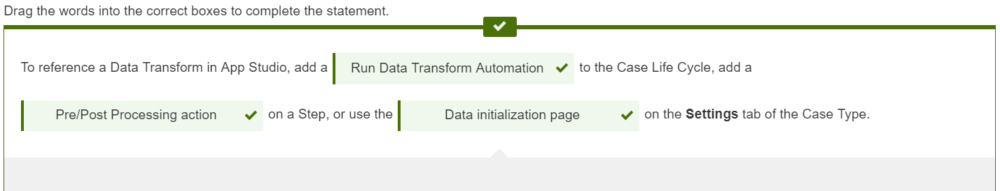 Drag the words into the correct boxes to complete the statement.
To reference a Data Transform in App Studio, add a Run Data Transform Automation to the Case Life Cycle, add a
Pre/Post Processing action on a Step, or use the Data initialization page on the Settings tab of the Case Type.